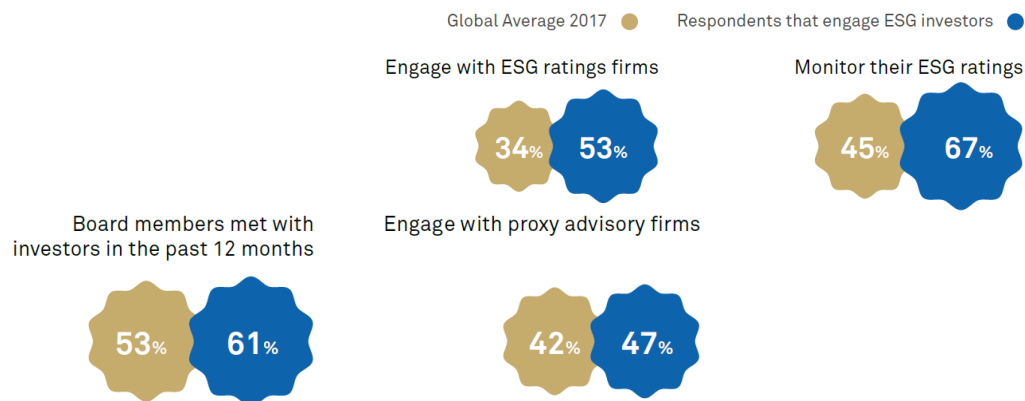 Global Average 2017
Respondents that engage ESG investors
Engage with ESG ratings firms
34%
53%
Monitor their ESG ratings
45%
67%
Board members met with
investors in the past 12 months
53%
61%
Engage with proxy advisory firms
42%
47%